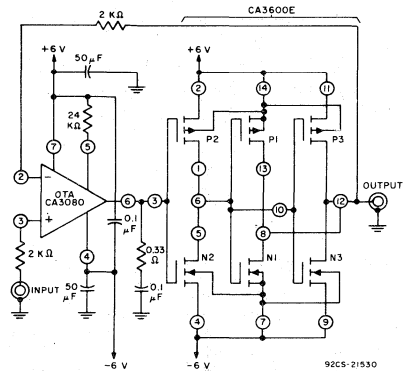 CA3600E
2 KΩ
+6 V
50 μF
+6 V
24 KΩ
2
14
11
P2
P1
P3
7
5
1
13
2
-
OTA
CA3080
6
3
6
10
12
OUTPUT
3
+
0.1 μF
5
8
4
0.33 Ω
N2
N1
N3
2 KΩ
INPUT
50 μF
0.1 μF
4
7
9
-6 V
-6 V
92CS-21530